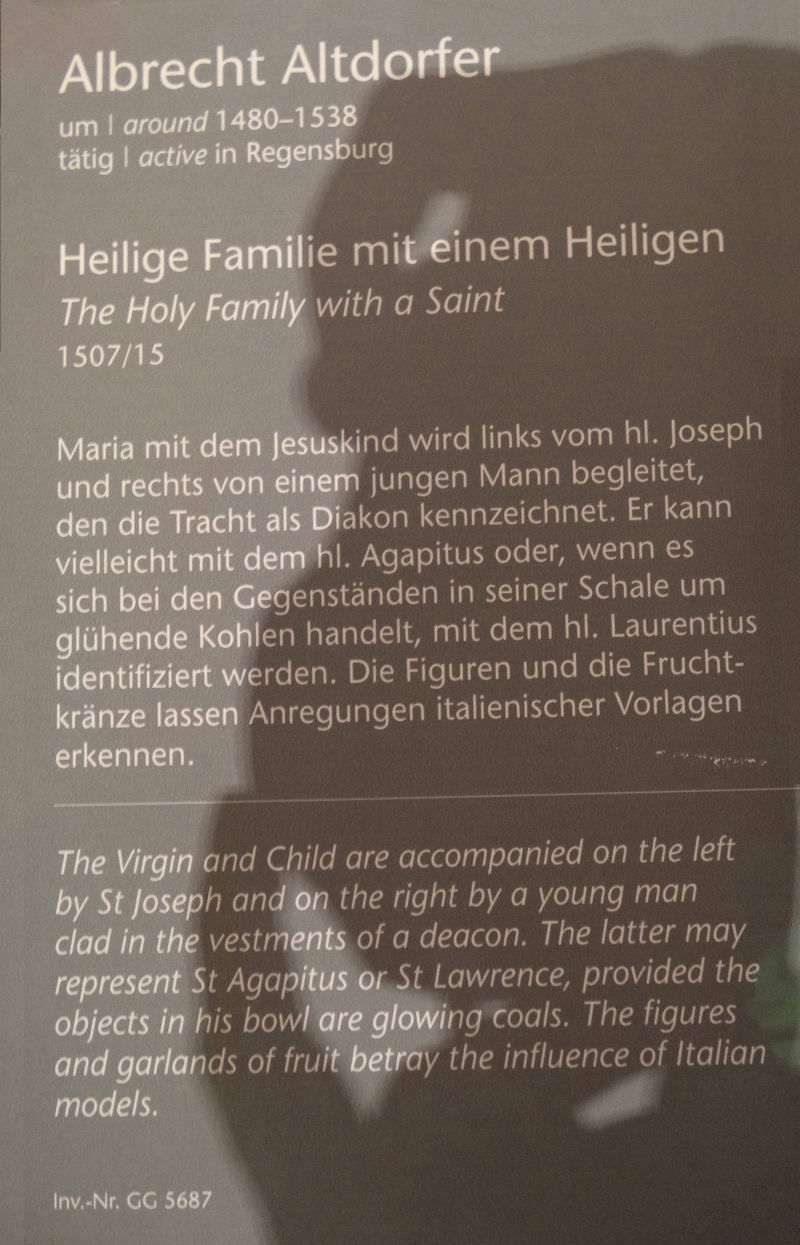 Albrecht Altdorfer
um | around 1480–1538
tätig | active in Regensburg
Heilige Familie mit einem Heiligen
The Holy Family with a Saint
1507/15
Maria mit dem Jesuskind wird links vom hl. Joseph
und rechts von einem jungen Mann begleitet,
den die Tracht als Diakon kennzeichnet. Er kann
vielleicht mit dem hl. Agapitus oder, wenn es
sich bei den Gegenständen in seiner Schale um
glühende Kohlen handelt, mit dem hl. Laurentius
identifiziert werden. Die Figuren und die Frucht-
kränze lassen Anregungen italienischer Vorlagen
erkennen.
The Virgin and Child are accompanied on the left
by St Joseph and on the right by a young man
clad in the vestments of a deacon. The latter may
represent St Agapitus or St Lawrence, provided the
objects in his bowl are glowing coals. The figures
and garlands of fruit betray the influence of Italian
models.
Inv.-Nr. GG 5687